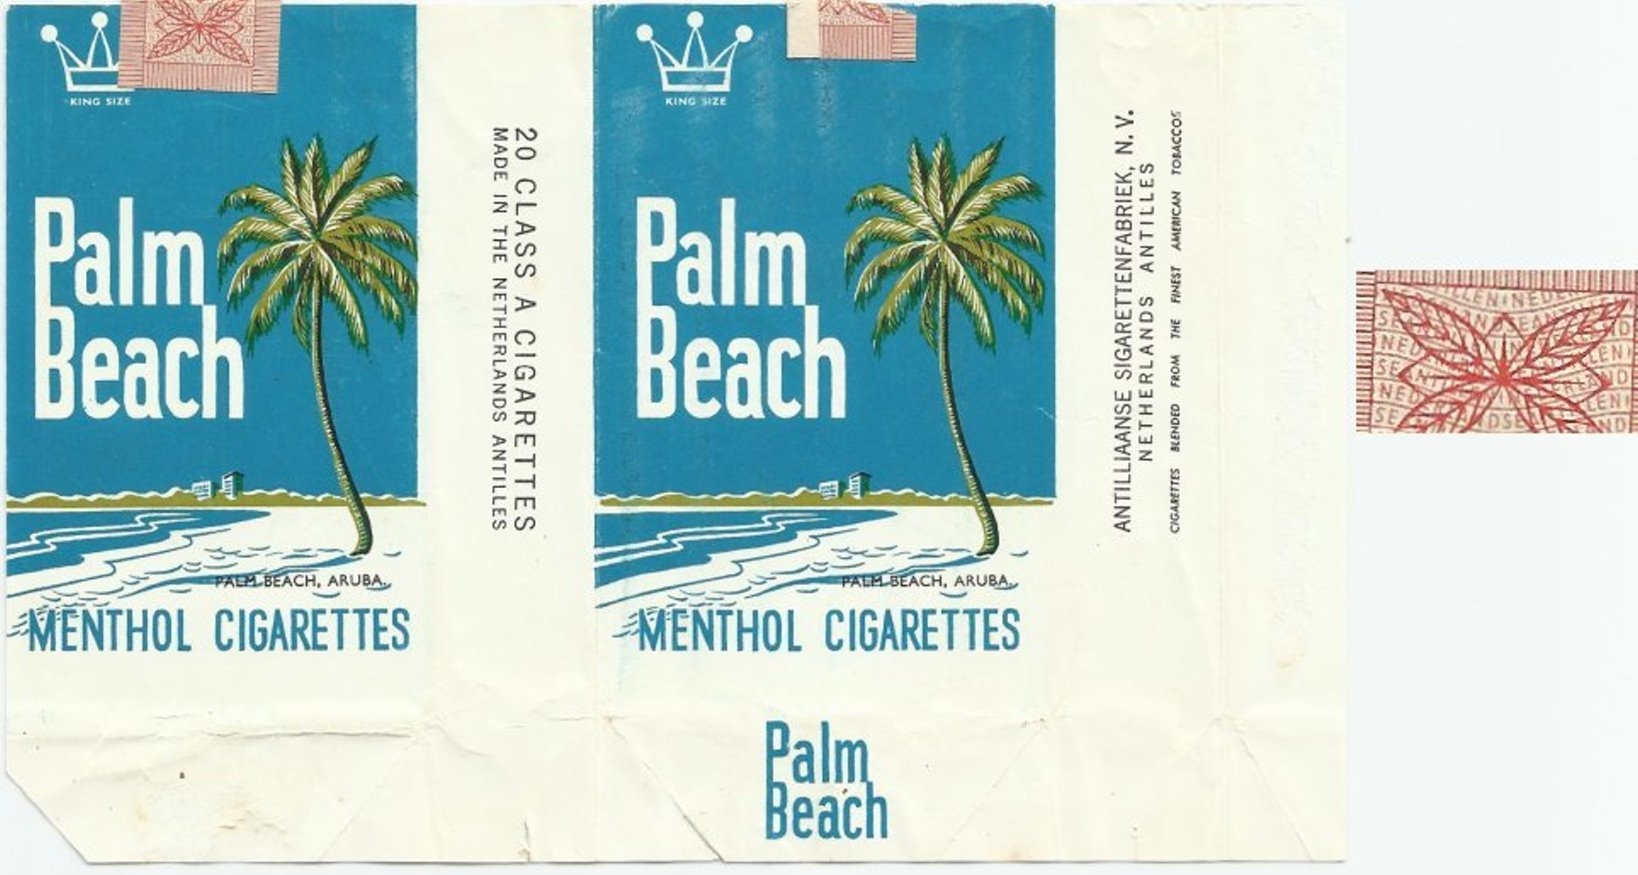 KING SIZE
Palm
Beach
PALM BEACH, ARUBA.
MENTHOL CIGARETTES
20 CLASS A CIGARETTES
MADE IN THE NETHERLANDS ANTILLES
KING SIZE
Palm
Beach
PALM BEACH, ARUBA.
MENTHOL CIGARETTES
Palm
Beach
ANTILLIAANSE SIGARETTENFABRIEK, N. V.
NETHERLANDS ANTILLES
CIGARETTES BLENDED FROM THE FINEST AMERICAN TOBACCOS